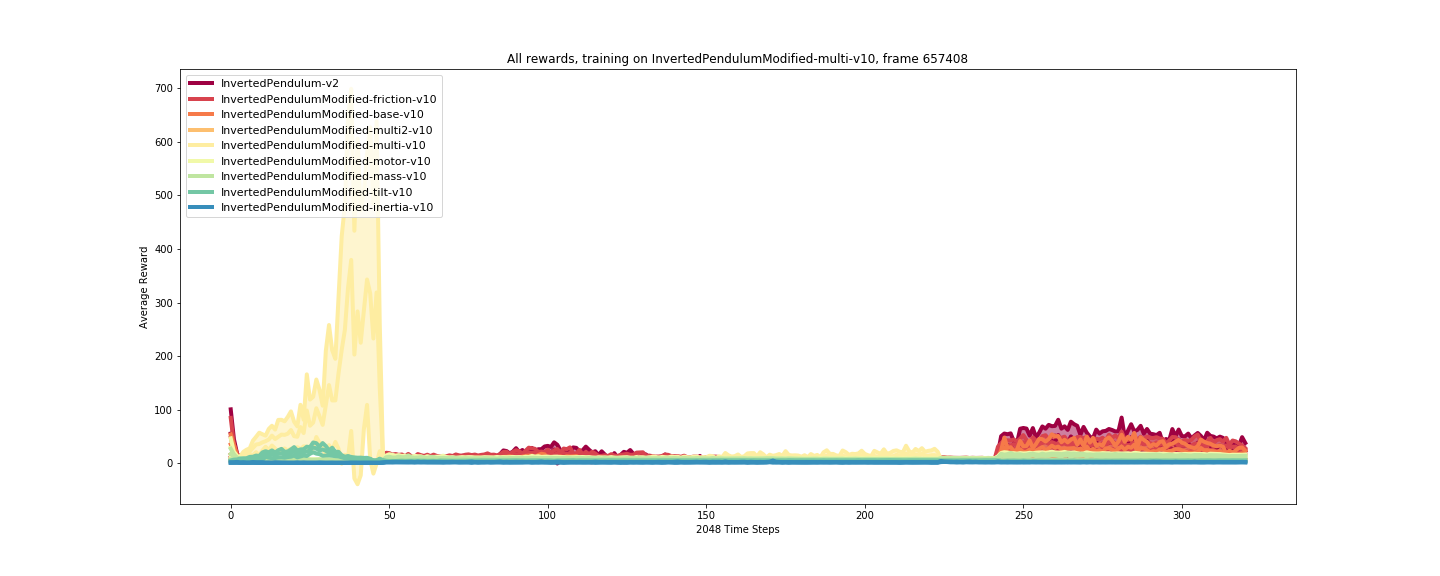 All rewards, training on InvertedPendulumModified-multi-v10, frame 657408
InvertedPendulum-v2
InvertedPendulumModified-friction-v10
InvertedPendulumModified-base-v10
InvertedPendulumModified-multi2-v10
InvertedPendulumModified-multi-v10
InvertedPendulumModified-motor-v10
InvertedPendulumModified-mass-v10
InvertedPendulumModified-tilt-v10
InvertedPendulumModified-inertia-v10
Average Reward
700
600
500
400
300
200
100
0
0 50 100 150 200 250 300
2048 Time Steps